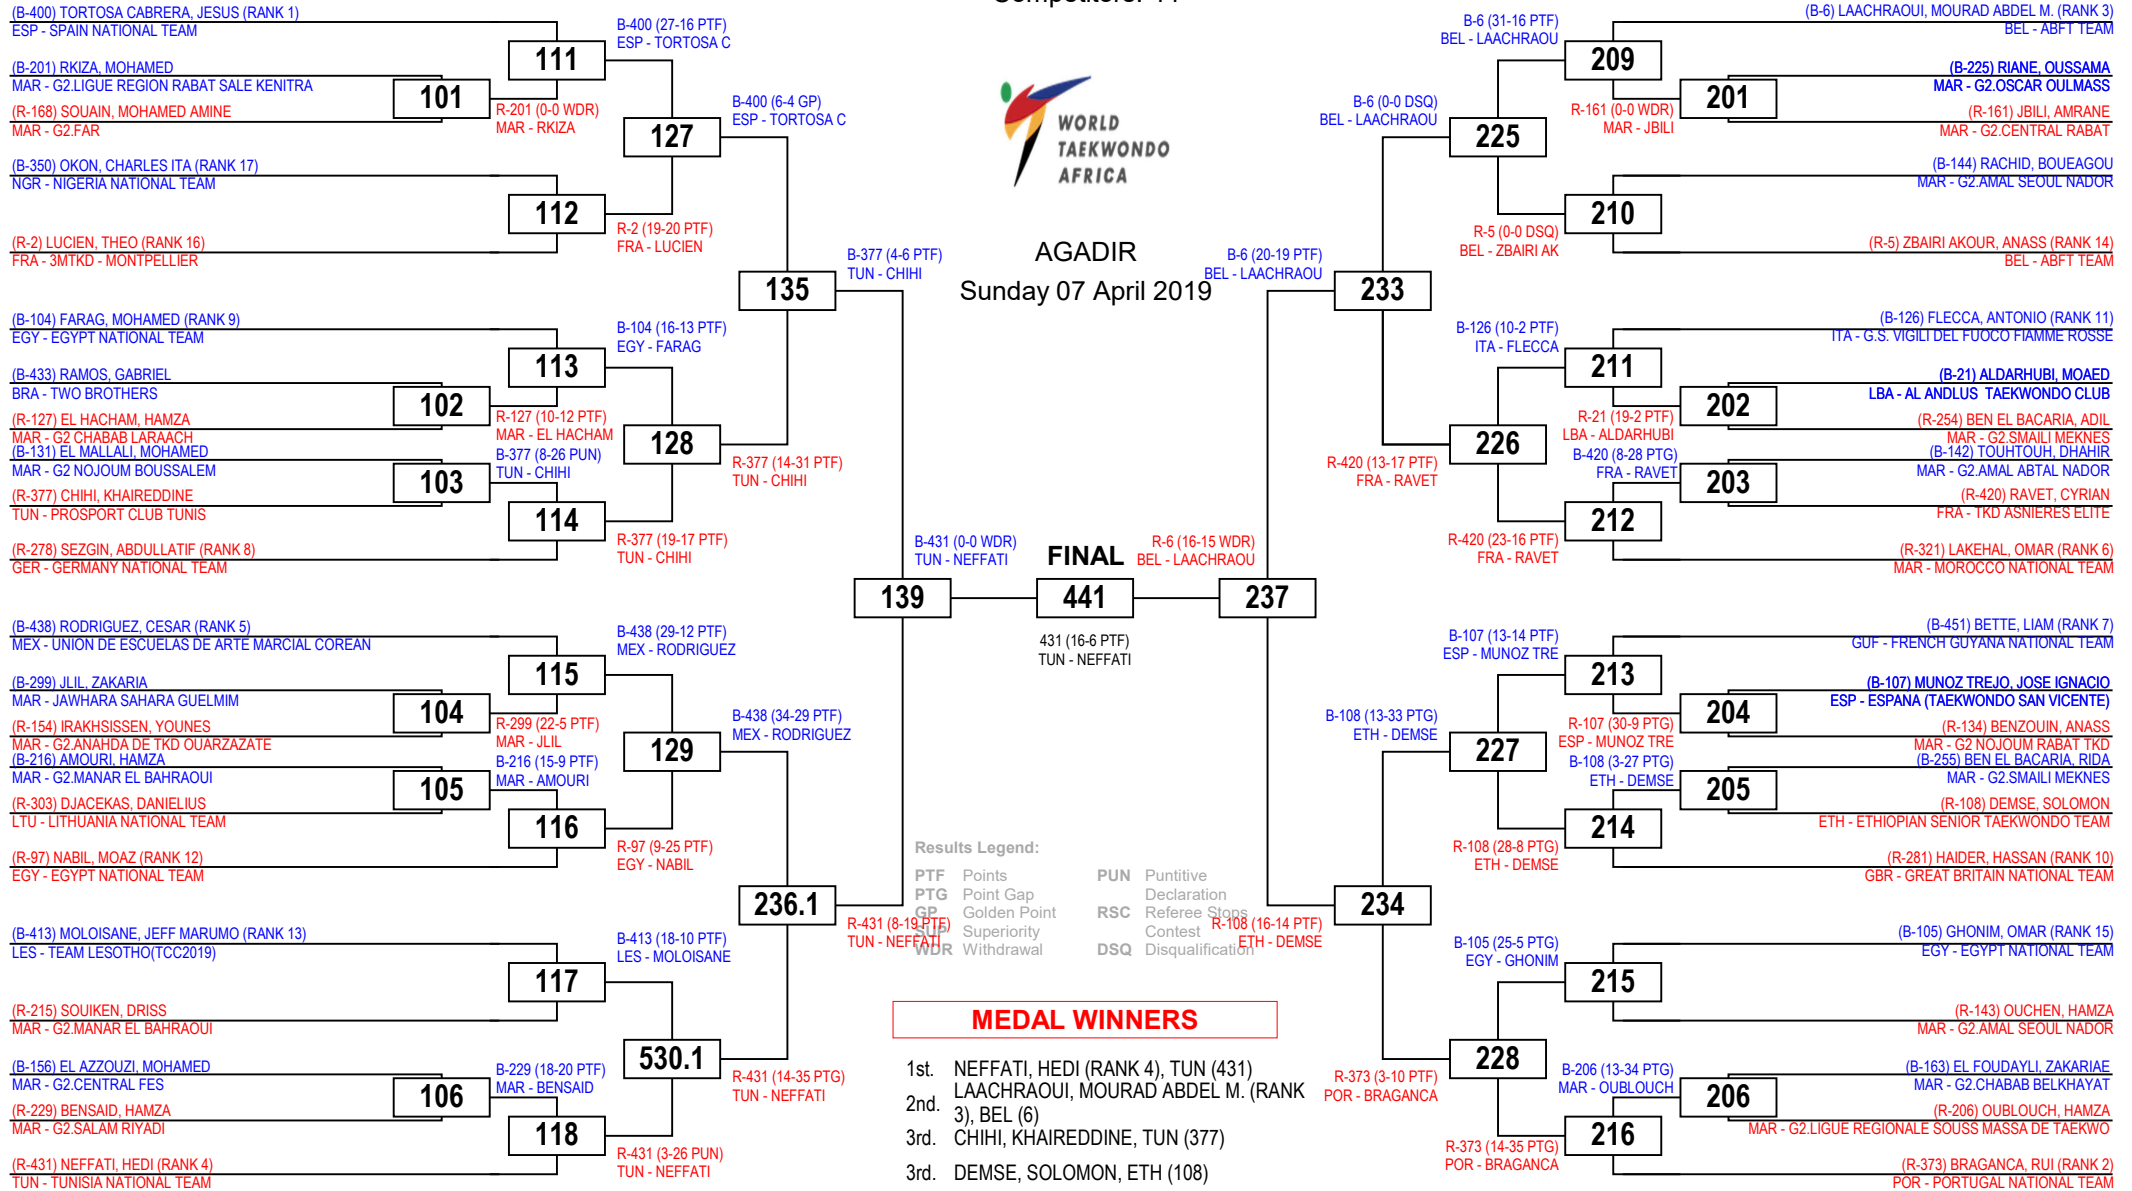 Competitors: 44
(B-400) TORTOSA CABRERA, JESUS (RANK 1)
ESP - SPAIN NATIONAL TEAM
(B-201) RKIZA, MOHAMED
MAR - G2.LIGUE REGION RABAT SALE KENITRA
(R-168) SOUAIN, MOHAMED AMINE
MAR - G2.FAR
(B-350) OKON, CHARLES ITA (RANK 17)
NGR - NIGERIA NATIONAL TEAM
(R-2) LUCIEN, THEO (RANK 16)
FRA - 3MTKD - MONTPELLIER
(B-104) FARAG, MOHAMED (RANK 9)
EGY - EGYPT NATIONAL TEAM
(B-433) RAMOS, GABRIEL
BRA - TWO BROTHERS
(R-127) EL HACHAM, HAMZA
MAR - G2 CHABAB LARAACH
(B-131) EL MALLALI, MOHAMED
MAR - G2 NOJOUM BOUSSALEM
(R-377) CHIHI, KHAIREDDINE
TUN - PROSPORT CLUB TUNIS
(R-278) SEZGIN, ABDULLATIF (RANK 8)
GER - GERMANY NATIONAL TEAM
(B-438) RODRIGUEZ, CESAR (RANK 5)
MEX - UNION DE ESCUELAS DE ARTE MARCIAL COREAN
(B-299) JLIL, ZAKARIA
MAR - JAWHARA SAHARA GUELMIM
(R-154) IRAKHSISSEN, YOUNES
MAR - G2.ANAHDA DE TKD OUARZAZATE
(B-216) AMOURI, HAMZA
MAR - G2.MANAR EL BAHRAOUI
(R-303) DJACEKAS, DANIELIUS
LTU - LITHUANIA NATIONAL TEAM
(R-97) NABIL, MOAZ (RANK 12)
EGY - EGYPT NATIONAL TEAM
(B-413) MOLOISANE, JEFF MARUMO (RANK 13)
LES - TEAM LESOTHO(TCC2019)
(R-215) SOUIKEN, DRISS
MAR - G2.MANAR EL BAHRAOUI
(B-156) EL AZZOUZI, MOHAMED
MAR - G2.CENTRAL FES
(R-229) BENSAID, HAMZA
MAR - G2.SALAM RIYADI
(R-431) NEFFATI, HEDI (RANK 4)
TUN - TUNISIA NATIONAL TEAM
101
R-201 (0-0 WDR)
MAR - RKIZA
102
R-127 (10-12 PTF)
MAR - EL HACHAM
B-377 (8-26 PUN)
TUN - CHIHI
103
104
R-299 (22-5 PTF)
MAR - JLIL
B-216 (15-9 PTF)
MAR - AMOURI
105
B-229 (18-20 PTF)
MAR - BENSAID
106
111
112
113
114
115
116
117
118
B-400 (27-16 PTF)
ESP - TORTOSA C
R-2 (19-20 PTF)
FRA - LUCIEN
B-104 (16-13 PTF)
EGY - FARAG
R-377 (19-17 PTF)
TUN - CHIHI
B-438 (29-12 PTF)
MEX - RODRIGUEZ
R-97 (9-25 PTF)
EGY - NABIL
B-413 (18-10 PTF)
LES - MOLOISANE
R-431 (3-26 PUN)
TUN - NEFFATI
127
128
129
530.1
B-400 (6-4 GP)
ESP - TORTOSA C
R-377 (14-31 PTF)
TUN - CHIHI
B-438 (34-29 PTF)
MEX - RODRIGUEZ
R-431 (14-35 PTG)
TUN - NEFFATI
135
236.1
B-377 (4-6 PTF)
TUN - CHIHI
R-431 (8-19 PTF)
TUN - NEFFATI
139
B-431 (0-0 WDR)
TUN - NEFFATI
WORLD
TAEKWONDO
AFRICA
AGADIR
Sunday 07 April 2019
FINAL
441
431 (16-6 PTF)
TUN - NEFFATI
R-6 (16-15 WDR)
BEL - LAACHRAOU
237
B-6 (20-19 PTF)
BEL - LAACHRAOU
R-108 (16-14 PTF)
ETH - DEMSE
233
234
B-6 (0-0 DSQ)
BEL - LAACHRAOU
R-420 (13-17 PTF)
FRA - RAVET
B-108 (13-33 PTG)
ETH - DEMSE
R-373 (3-10 PTF)
POR - BRAGANCA
225
226
227
228
B-6 (31-16 PTF)
BEL - LAACHRAOU
R-5 (0-0 DSQ)
BEL - ZBAIRI AK
B-126 (10-2 PTF)
ITA - FLECCA
R-420 (23-16 PTF)
FRA - RAVET
B-107 (13-14 PTF)
ESP - MUNOZ TRE
R-108 (28-8 PTG)
ETH - DEMSE
B-105 (25-5 PTG)
EGY - GHONIM
R-373 (14-35 PTG)
POR - BRAGANCA
209
210
211
212
213
214
215
216
R-161 (0-0 WDR)
MAR - JBILI
201
R-21 (19-2 PTF)
LBA - ALDARHUBI
202
B-420 (8-28 PTG)
FRA - RAVET
203
R-107 (30-9 PTG)
ESP - MUNOZ TRE
204
B-108 (3-27 PTG)
ETH - DEMSE
205
B-206 (13-34 PTG)
MAR - OUBLOUCH
206
(B-6) LAACHRAOUI, MOURAD ABDEL M. (RANK 3)
BEL - ABFT TEAM
(B-225) RIANE, OUSSAMA
MAR - G2.OSCAR OULMASS
(R-161) JBILI, AMRANE
MAR - G2.CENTRAL RABAT
(B-144) RACHID, BOUEAGOU
MAR - G2.AMAL SEOUL NADOR
(R-5) ZBAIRI AKOUR, ANASS (RANK 14)
BEL - ABFT TEAM
(B-126) FLECCA, ANTONIO (RANK 11)
ITA - G.S. VIGILI DEL FUOCO FIAMME ROSSE
(B-21) ALDARHUBI, MOAED
LBA - AL ANDLUS TAEKWONDO CLUB
(R-254) BEN EL BACARIA, ADIL
MAR - G2.SMAILI MEKNES
(B-142) TOUHTOUH, DHAHIR
MAR - G2.AMAL ABTAL NADOR
(R-420) RAVET, CYRIAN
FRA - TKD ASNIERES ELITE
(R-321) LAKEHAL, OMAR (RANK 6)
MAR - MOROCCO NATIONAL TEAM
(B-451) BETTE, LIAM (RANK 7)
GUF - FRENCH GUYANA NATIONAL TEAM
(B-107) MUNOZ TREJO, JOSE IGNACIO
ESP - ESPANA (TAEKWONDO SAN VICENTE)
(R-134) BENZOUIN, ANASS
MAR - G2 NOJOUM RABAT TKD
(B-255) BEN EL BACARIA, RIDA
MAR - G2.SMAILI MEKNES
(R-108) DEMSE, SOLOMON
ETH - ETHIOPIAN SENIOR TAEKWONDO TEAM
(R-281) HAIDER, HASSAN (RANK 10)
GBR - GREAT BRITAIN NATIONAL TEAM
(B-105) GHONIM, OMAR (RANK 15)
EGY - EGYPT NATIONAL TEAM
(R-143) OUCHEN, HAMZA
MAR - G2.AMAL SEOUL NADOR
(B-163) EL FOUDAYLI, ZAKARIAE
MAR - G2.CHABAB BELKHAYAT
(R-206) OUBLOUCH, HAMZA
MAR - G2.LIGUE REGIONALE SOUSS MASSA DE TAEKWO
(R-373) BRAGANCA, RUI (RANK 2)
POR - PORTUGAL NATIONAL TEAM
Results Legend:
PTF Points
PTG Point Gap
GP Golden Point
SUP Superiority
WDR Withdrawal
PUN Puntitive
Declaration
RSC Referee Stops
Contest
DSQ Disqualification
MEDAL WINNERS
1st. NEFFATI, HEDI (RANK 4), TUN (431)
2nd. LAACHRAOUI, MOURAD ABDEL M. (RANK
3), BEL (6)
3rd. CHIHI, KHAIREDDINE, TUN (377)
3rd. DEMSE, SOLOMON, ETH (108)